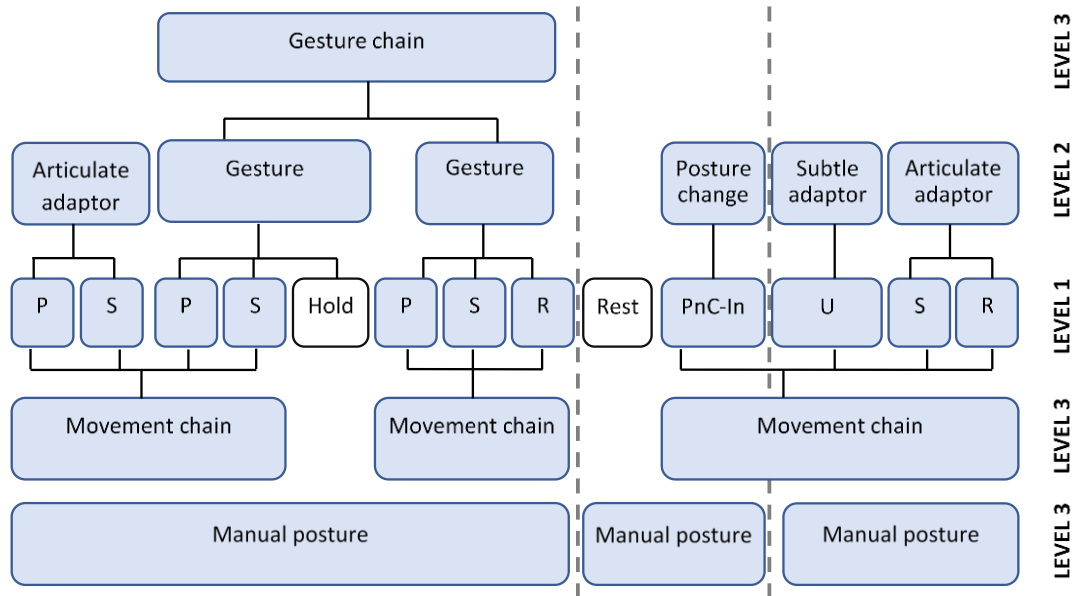 Gesture chain
LEVEL 3
Articulate
adaptor
Gesture
Gesture
Posture
change
Subtle
adaptor
Articulate
adaptor
LEVEL 2
P
S
P
S
Hold
P
S
R
Rest
PnC-In
U
S
R
LEVEL 1
Movement chain
Movement chain
Movement chain
LEVEL 3
Manual posture
Manual posture
Manual posture
LEVEL 3